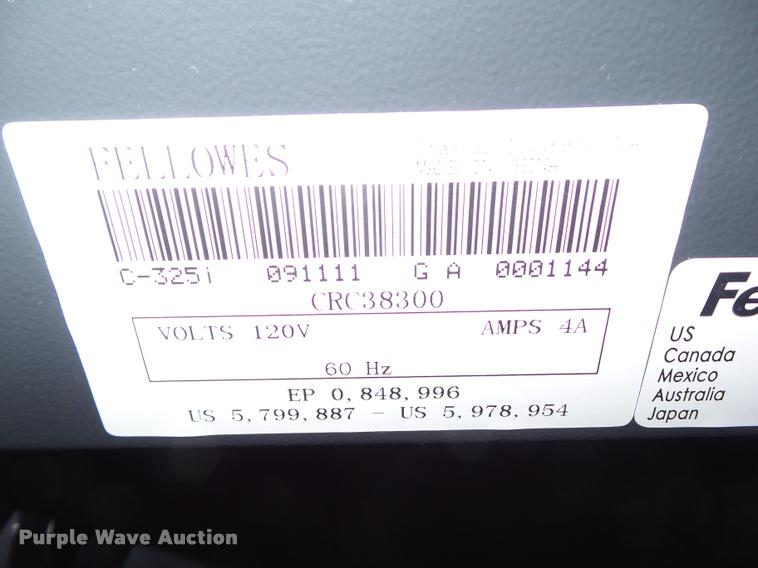 FELLOWES
C-325i 091111 G A 0001144
CRC38300
VOLTS 120V AMPS 4A
60 Hz
EP 0,848,996
US 5,799,887 - US 5,978,954
Fe
US
Canada
Mexico
Australia
Japan
Purple Wave Auction